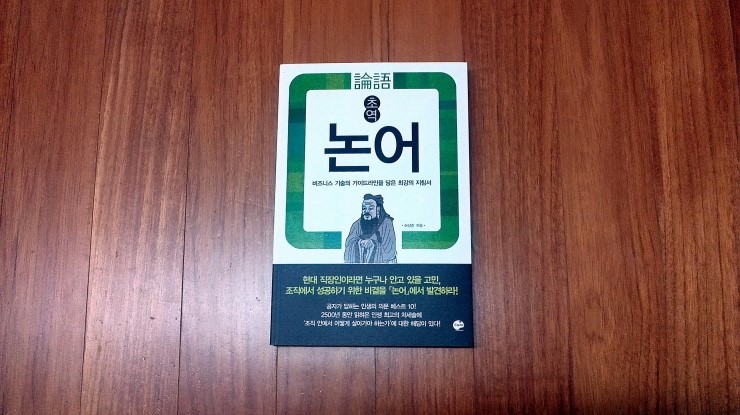 論語
초역
논어
비즈니스 기술의 가이드라인을 담은 최강의 지침서
지음
현대 직장인이라면 누구나 안고 있을 고민,
조직에서 성공하기 위한 비결을 『논어』에서 발견하라!
공자가 답하는 인생의 의문 베스트 10!
2500년 동안 읽혀온 인생 최고의 처세술에
'조직 안에서 어떻게 살아가야 하는가'에 대한 해답이 있다!